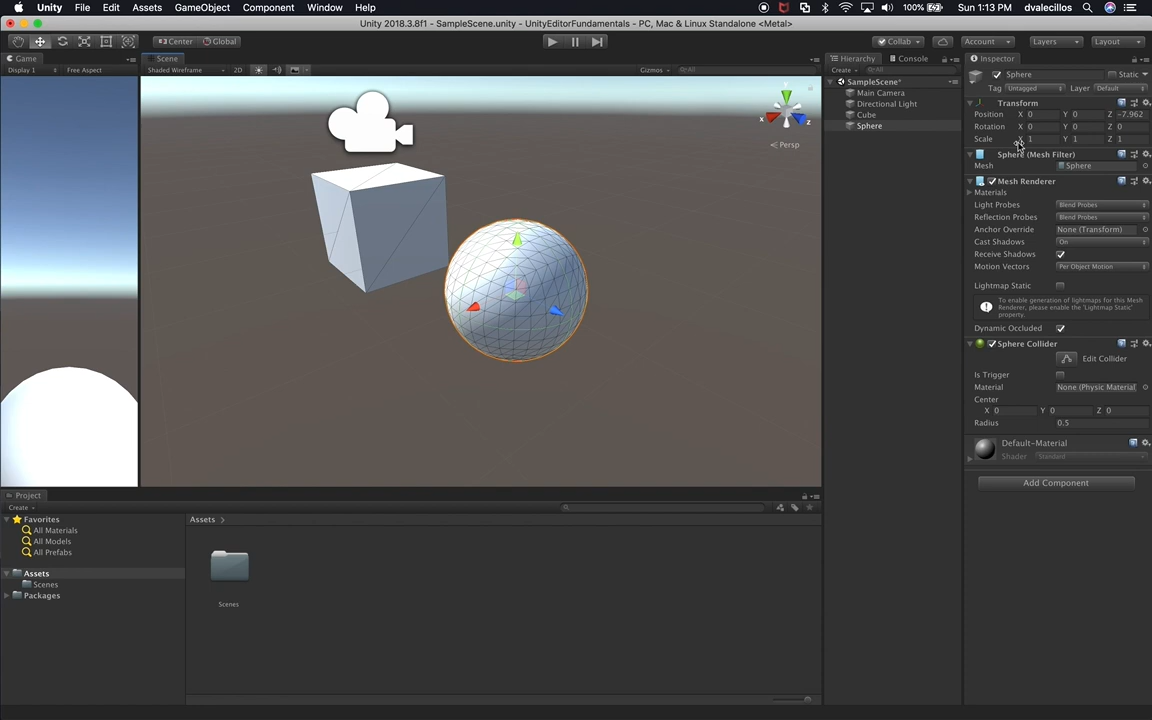 Unity File Edit Assets GameObject Component Window Help 100% Sun 1:13 PM dvalecillos
Unity 2018.3.8f1 - SampleScene.unity - UnityEditorFundamentals - PC, Mac & Linux Standalone <Metal>
Center Global Collab Account Layers Layout
Game Scene Hierarchy Console Inspector
Display 1 Free Aspect Shaded Wireframe 2D Gizmos All Create All
Sphere Static
Tag Untagged Layer Default
SampleScene*
Main Camera
Directional Light
Cube
Sphere
x z
Persp
Transform
Position X 0 Y 0 Z -7.962
Rotation X 0 Y 0 Z 0
Scale X 1 Y 1 Z 1
Sphere (Mesh Filter)
Mesh Sphere
Mesh Renderer
Materials
Light Probes Blend Probes
Reflection Probes Blend Probes
Anchor Override None (Transform)
Cast Shadows On
Receive Shadows
Motion Vectors Per Object Motion
Lightmap Static
To enable generation of lightmaps for this Mesh
Renderer, please enable the 'Lightmap Static'
property.
Dynamic Occluded
Sphere Collider
Edit Collider
Is Trigger
Material None (Physic Material
Center
X 0 Y 0 Z 0
Radius 0.5
Default-Material
Shader Standard
Add Component
Project
Create
Favorites
All Materials
All Models
All Prefabs
Assets
Scenes
Packages
Assets
Scenes